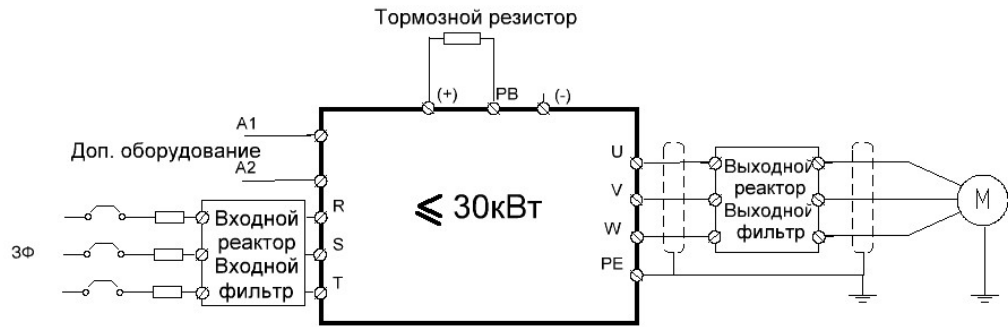 Тормозной резистор
(+)
PB
(-)
A1
Доп. оборудование
A2
≤ 30кВт
R
S
T
3Ф
Входной
реактор
Входной
фильтр
U
V
W
PE
Выходной
реактор
Выходной
фильтр
M